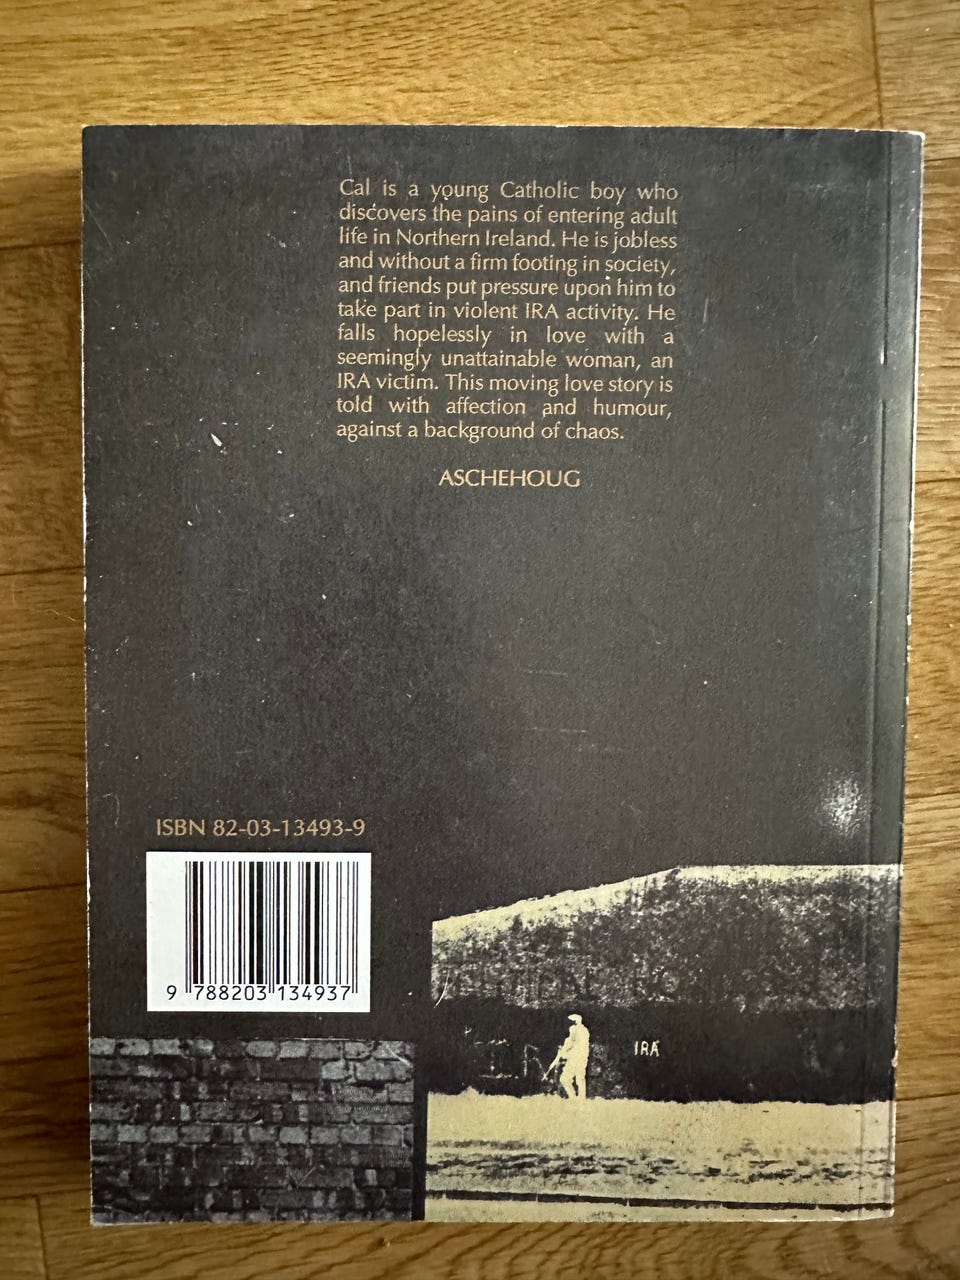 Cal is a young Catholic boy who
discovers the pains of entering adult
life in Northern Ireland. He is jobless
and without a firm footing in society,
and friends put pressure upon him to
take part in violent IRA activity. He
falls hopelessly in love with a
seemingly unattainable woman, an
IRA victim. This moving love story is
told with affection and humour,
against a background of chaos.
ASCHEHOUG
ISBN 82-03-13493-9
9 788203 134937
IRA